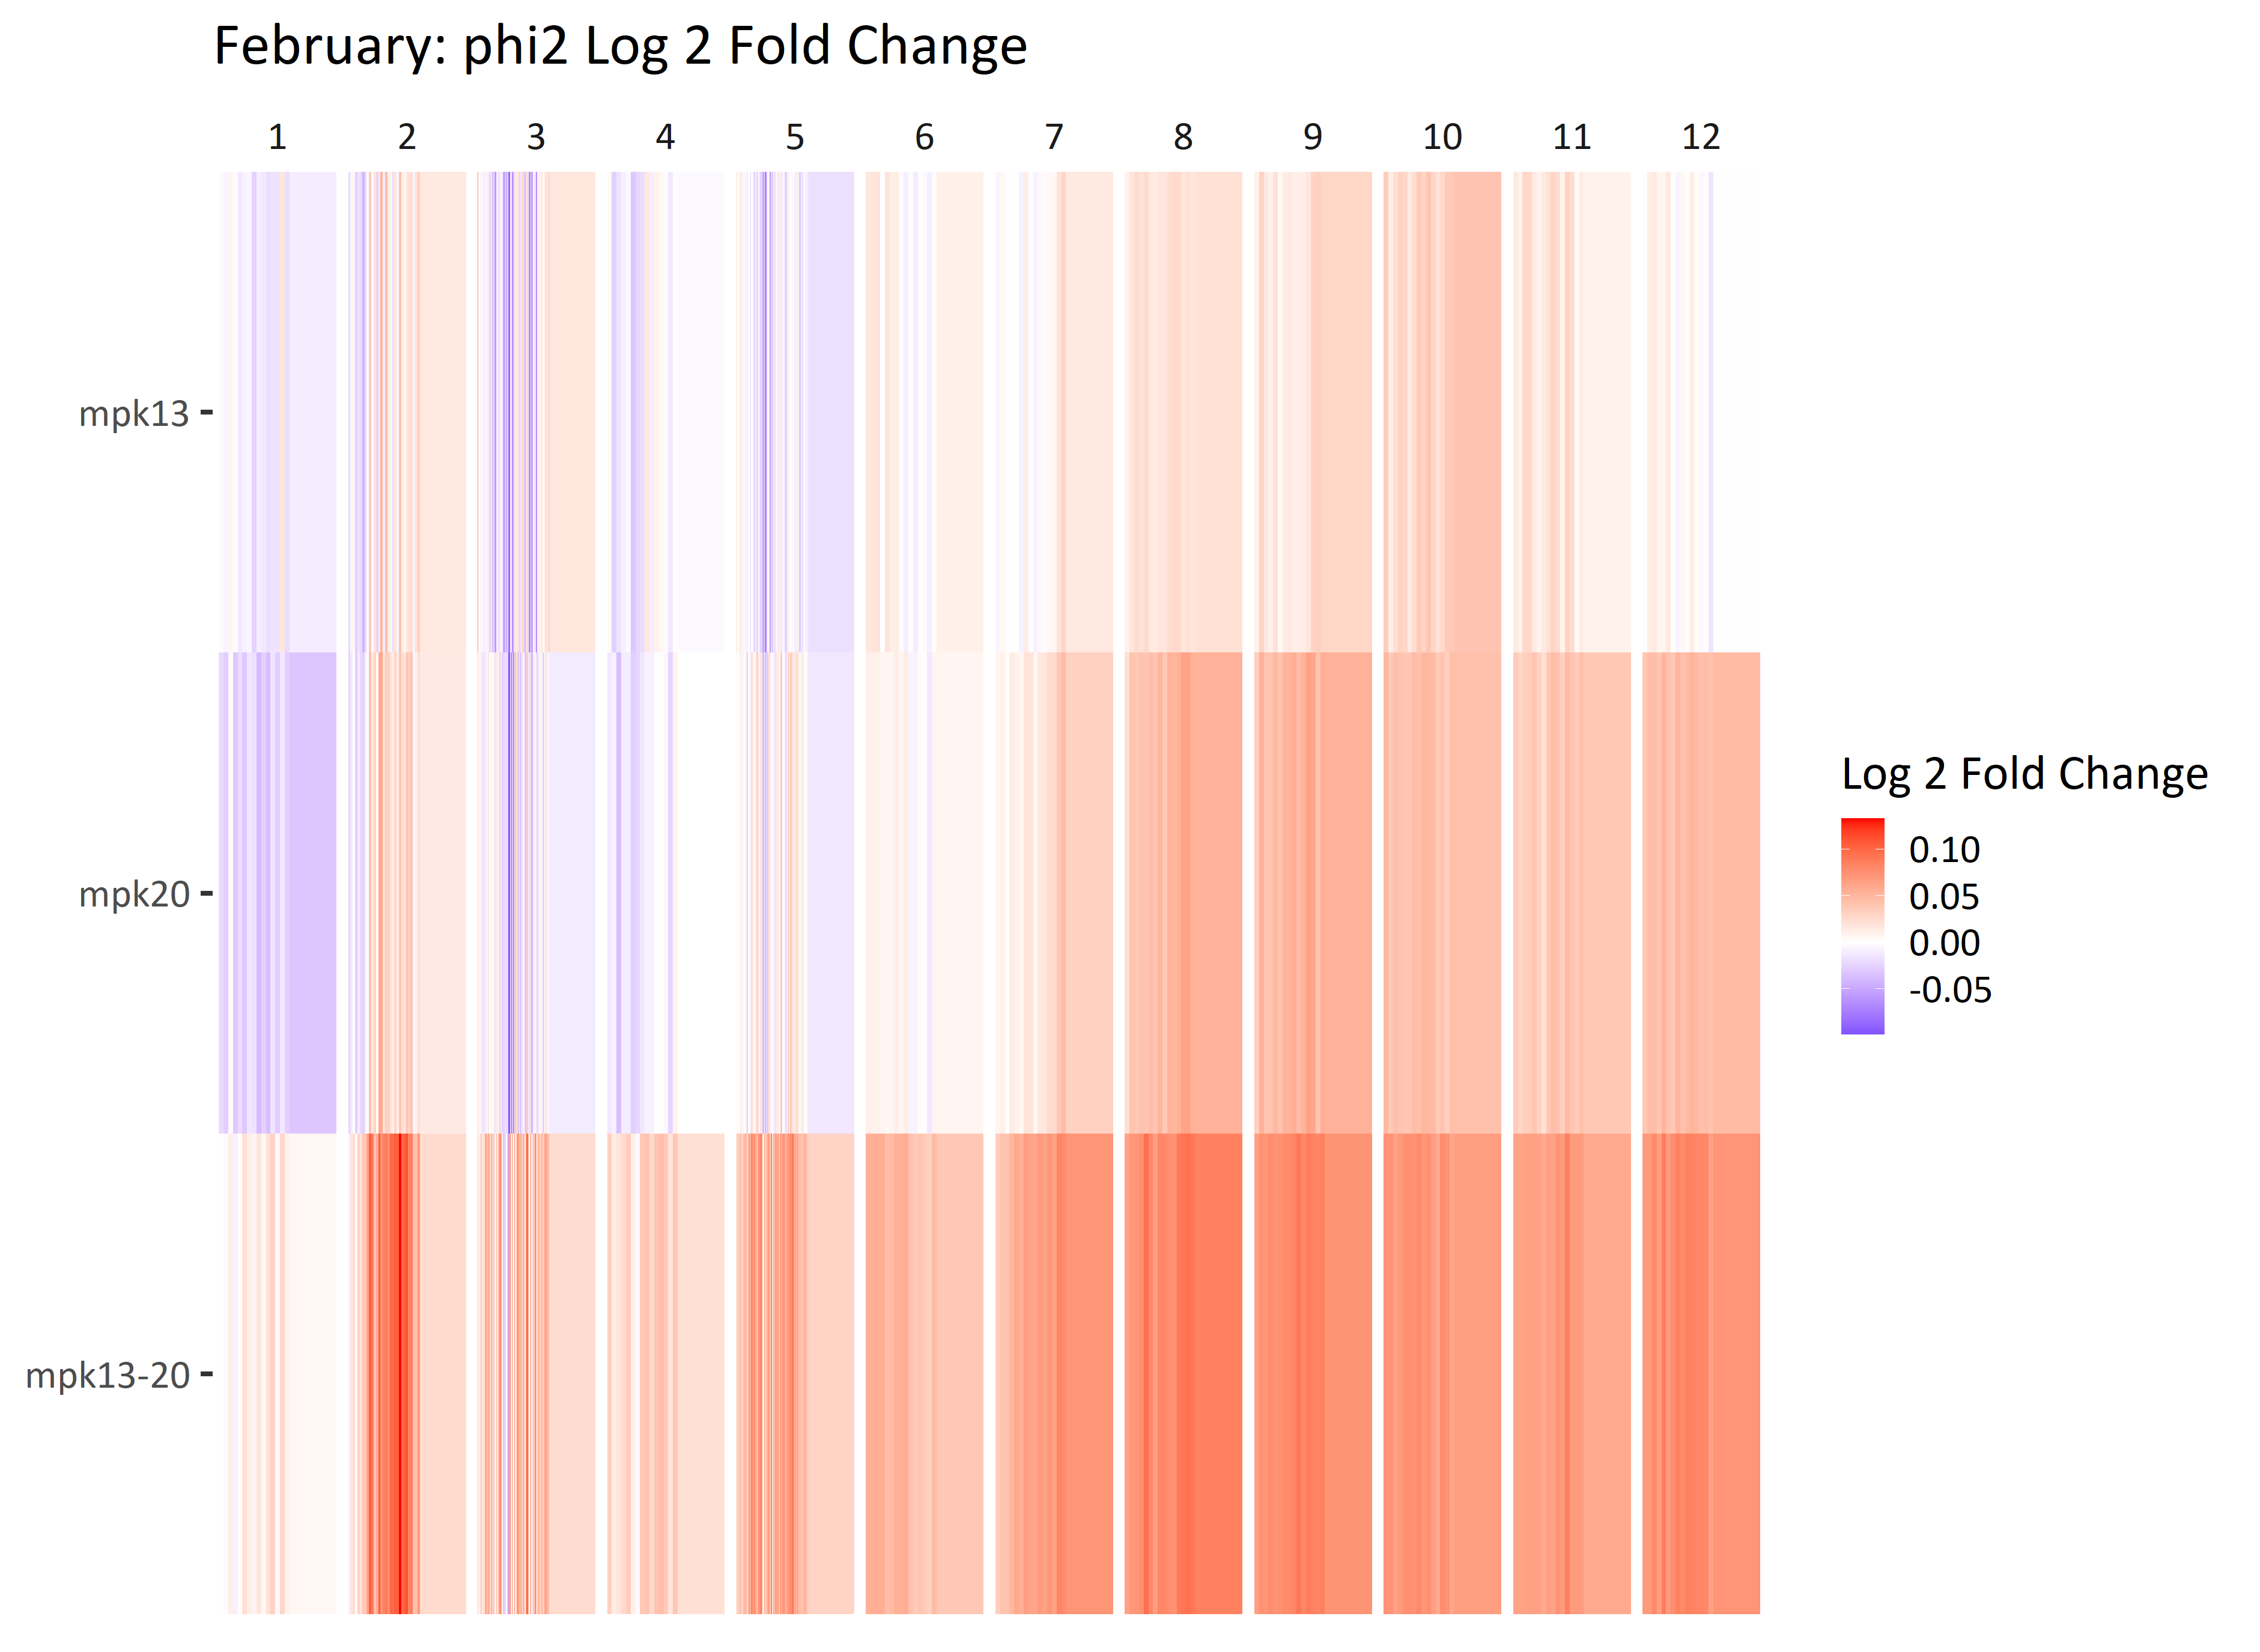 February: phi2 Log 2 Fold Change
1 2 3 4 5 6 7 8 9 10 11 12
mpk13
mpk20
mpk13-20
Log 2 Fold Change
0.10
0.05
0.00
-0.05